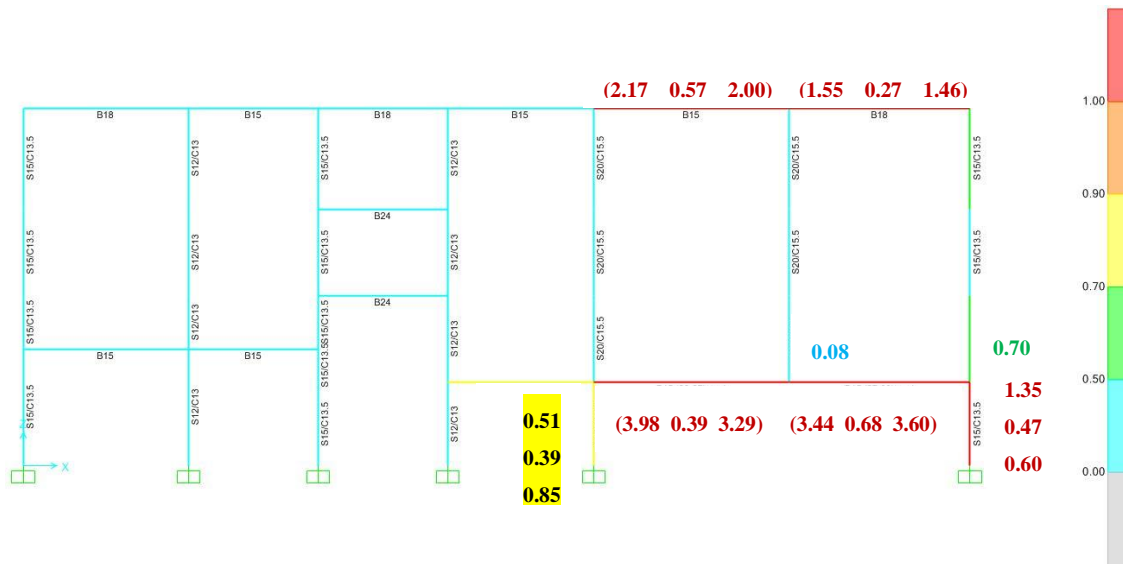 (2.17 0.57 2.00) (1.55 0.27 1.46)
1.00
B18 B15 B18 B15 B15 B18
S15/C13.5 S12/C13 S15/C13.5 S12/C13 S20/C15.5 S20/C15.5 S15/C13.5
0.90
B24
S15/C13.5 S12/C13 S15/C13.5 S12/C13 S20/C15.5 S20/C15.5 S15/C13.5
0.70
B24
S15/C13.5 S12/C13 S15/C13.5 S12/C13 S20/C15.5
0.08 0.70
B15 B15
S15/C13.5
0.50
1.35
S15/C13.5 S12/C13 S15/C13.5 S12/C13 S15/C13.5
0.51 (3.98 0.39 3.29) (3.44 0.68 3.60) 0.47
0.39 0.60
Z
X
0.00
0.85